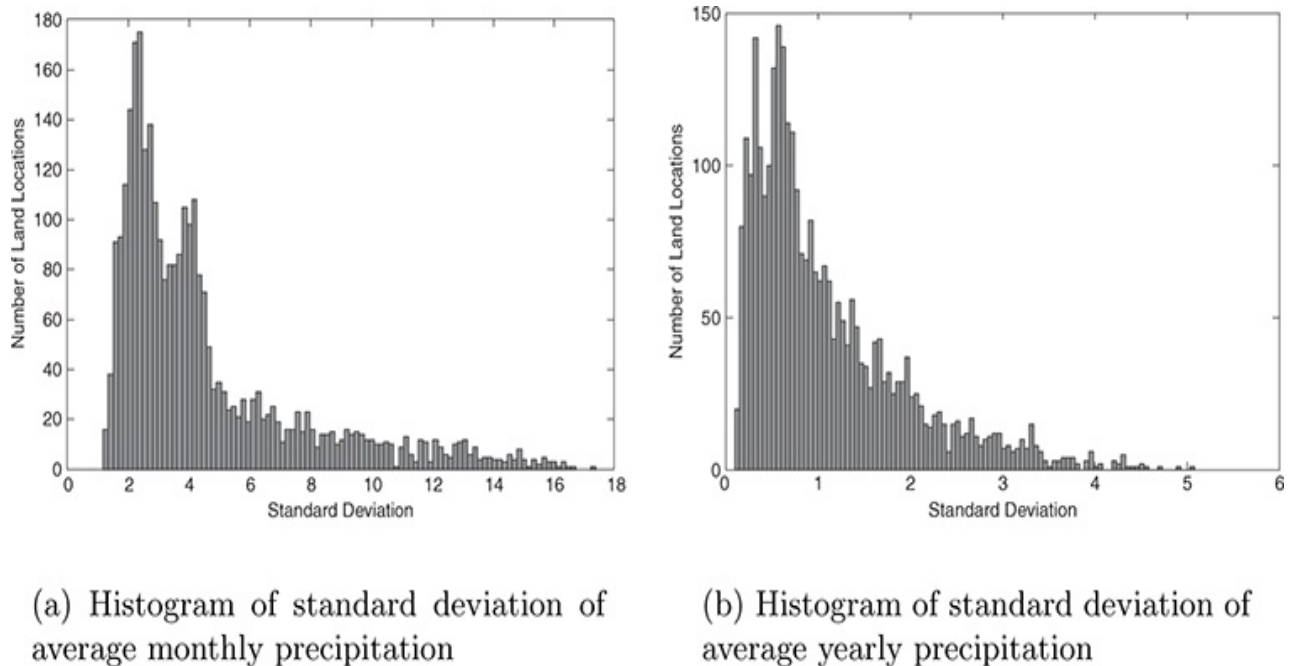 180
160
140
120
100
80
60
40
20
0
Number of Land Locations
0 2 4 6 8 10 12 14 16 18
Standard Deviation
150
100
50
0
Number of Land Locations
0 1 2 3 4 5 6
Standard Deviation
(a) Histogram of standard deviation of
average monthly precipitation
(b) Histogram of standard deviation of
average yearly precipitation